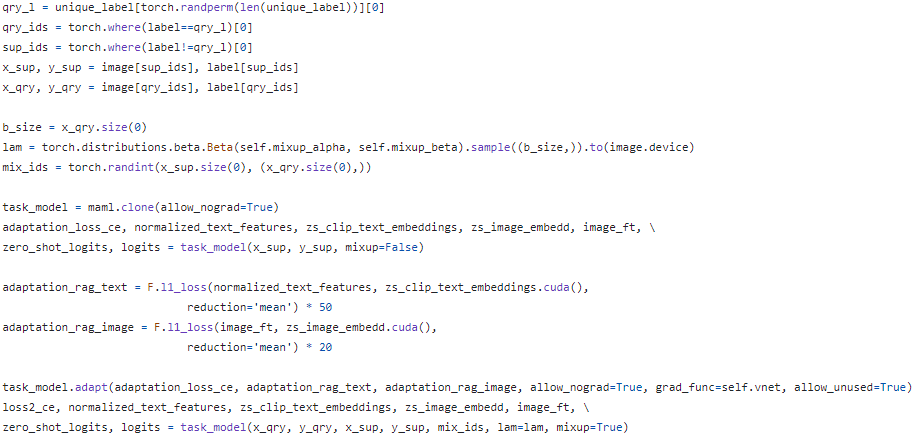 qry_l = unique_label[torch.randperm(len(unique_label))][0]
qry_ids = torch.where(label==qry_l)[0]
sup_ids = torch.where(label!=qry_l)[0]
x_sup, y_sup = image[sup_ids], label[sup_ids]
x_qry, y_qry = image[qry_ids], label[qry_ids]
b_size = x_qry.size(0)
lam = torch.distributions.beta.Beta(self.mixup_alpha, self.mixup_beta).sample((b_size,)).to(image.device)
mix_ids = torch.randint(x_sup.size(0), (x_qry.size(0),))
task_model = maml.clone(allow_nograd=True)
adaptation_loss_ce, normalized_text_features, zs_clip_text_embeddings, zs_image_embedd, image_ft, \
zero_shot_logits, logits = task_model(x_sup, y_sup, mixup=False)
adaptation_rag_text = F.l1_loss(normalized_text_features, zs_clip_text_embeddings.cuda(),
reduction='mean') * 50
adaptation_rag_image = F.l1_loss(image_ft, zs_image_embedd.cuda(),
reduction='mean') * 20
task_model.adapt(adaptation_loss_ce, adaptation_rag_text, adaptation_rag_image, allow_nograd=True, grad_func=self.vnet, allow_unused=True)
loss2_ce, normalized_text_features, zs_clip_text_embeddings, zs_image_embedd, image_ft, \
zero_shot_logits, logits = task_model(x_qry, y_qry, x_sup, y_sup, mix_ids, lam=lam, mixup=True)